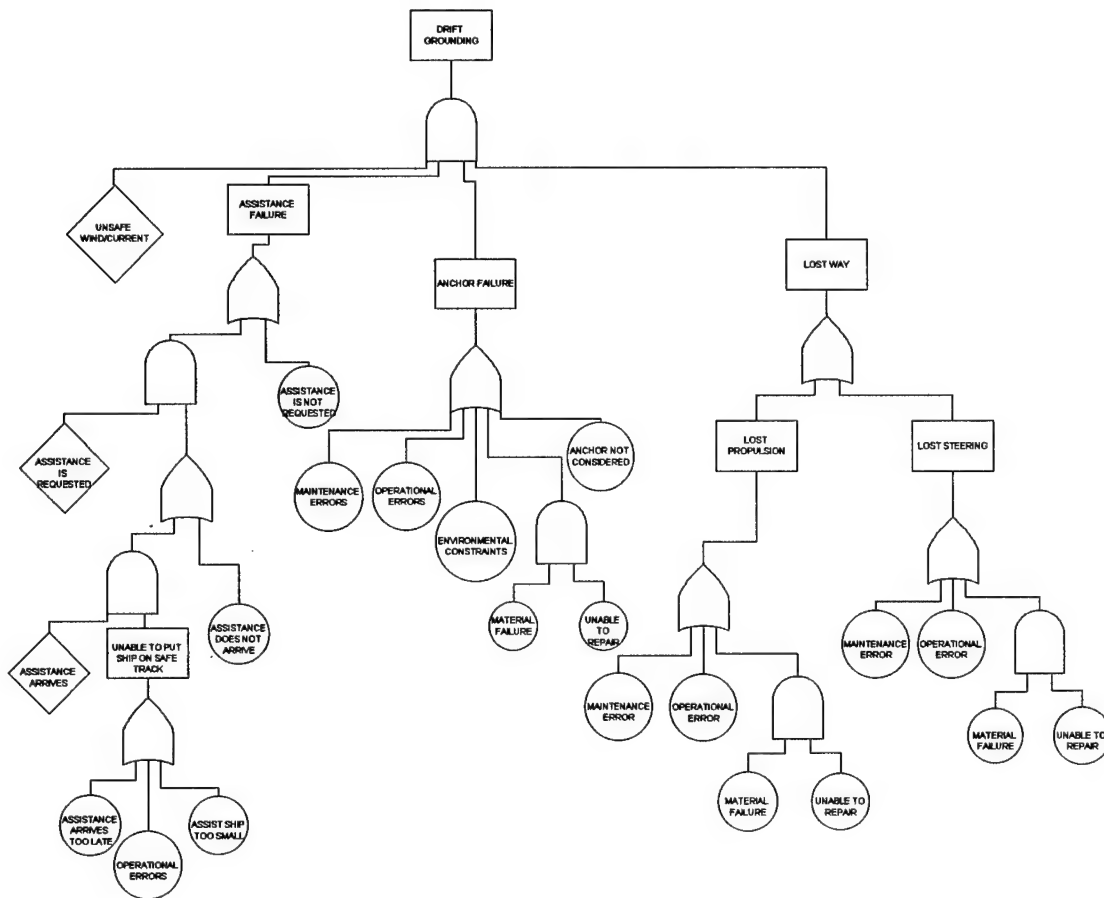 DRIFT
GROUNDING
UNSAFE
WIND/CURRENT
ASSISTANCE
FAILURE
ANCHOR FAILURE
LOST WAY
ASSISTANCE
IS NOT
REQUESTED
ASSISTANCE
IS
REQUESTED
MAINTENANCE
ERRORS
OPERATIONAL
ERRORS
ENVIRONMENTAL
CONSTRAINTS
ANCHOR NOT
CONSIDERED
LOST
PROPULSION
LOST STEERING
MATERIAL
FAILURE
UNABLE
TO
REPAIR
ASSISTANCE
DOES NOT
ARRIVE
ASSISTANCE
ARRIVES
UNABLE TO PUT
SHIP ON SAFE
TRACK
ASSISTANCE
ARRIVES
TOO LATE
OPERATIONAL
ERRORS
ASSIST SHIP
TOO SMALL
MAINTENANCE
ERROR
OPERATIONAL
ERROR
MATERIAL
FAILURE
UNABLE TO
REPAIR
MAINTENANCE
ERROR
OPERATIONAL
ERROR
MATERIAL
FAILURE
UNABLE TO
REPAIR